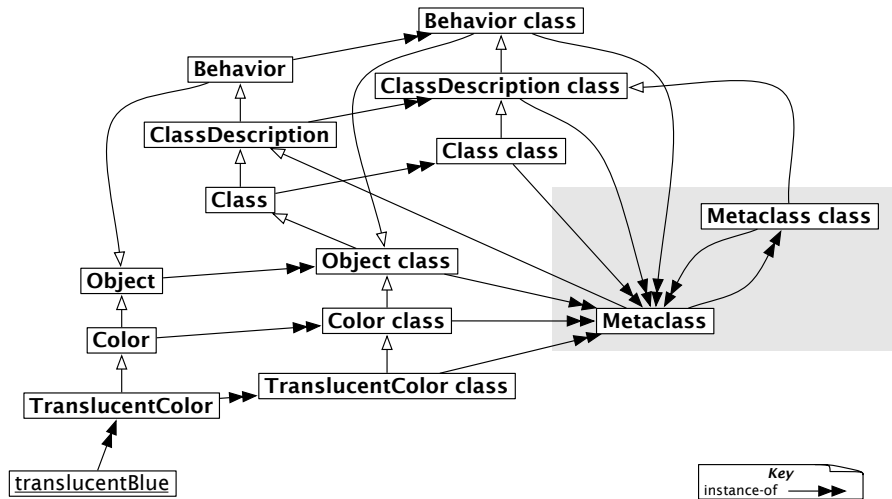 Behavior class
Behavior
ClassDescription class
ClassDescription
Class class
Class
Metaclass class
Object class
Object
Color class
Metaclass
Color
TranslucentColor class
TranslucentColor
translucentBlue
Key
instance-of